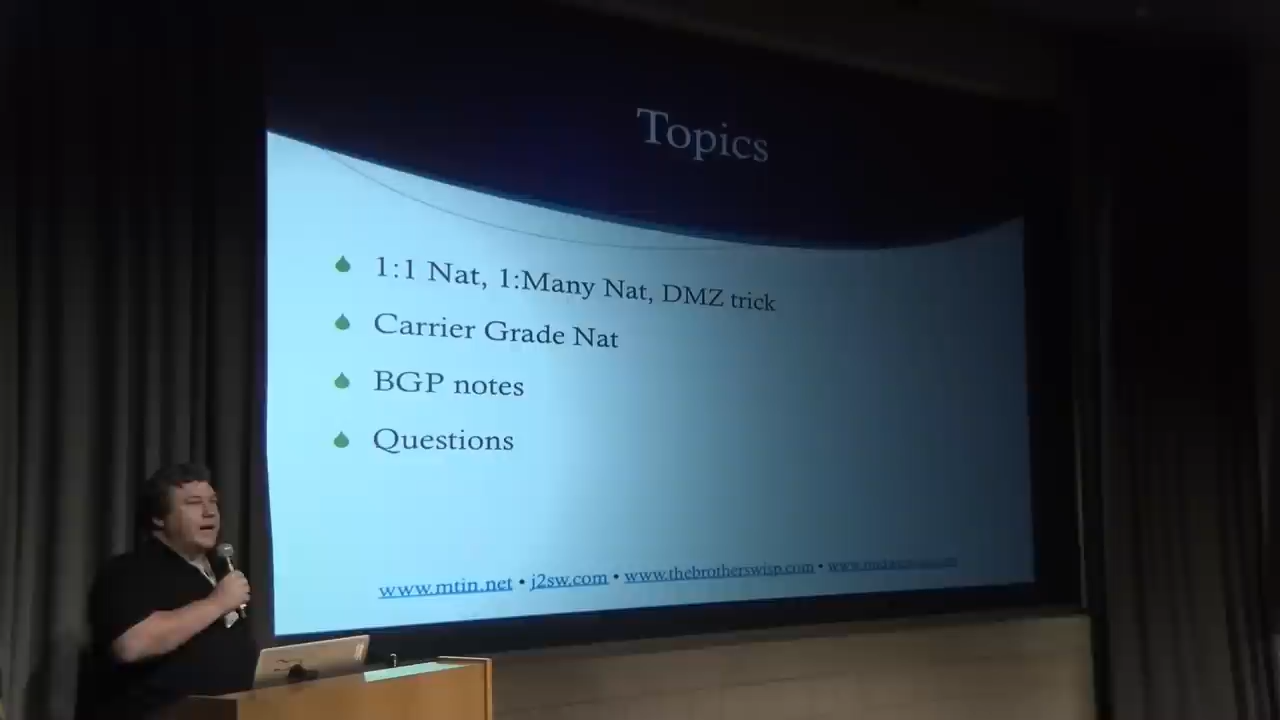 Topics
1:1 Nat, 1:Many Nat, DMZ trick
Carrier Grade Nat
BGP notes
Questions
www.mtin.net • j2sw.com • www.thebrotherswisp.com •